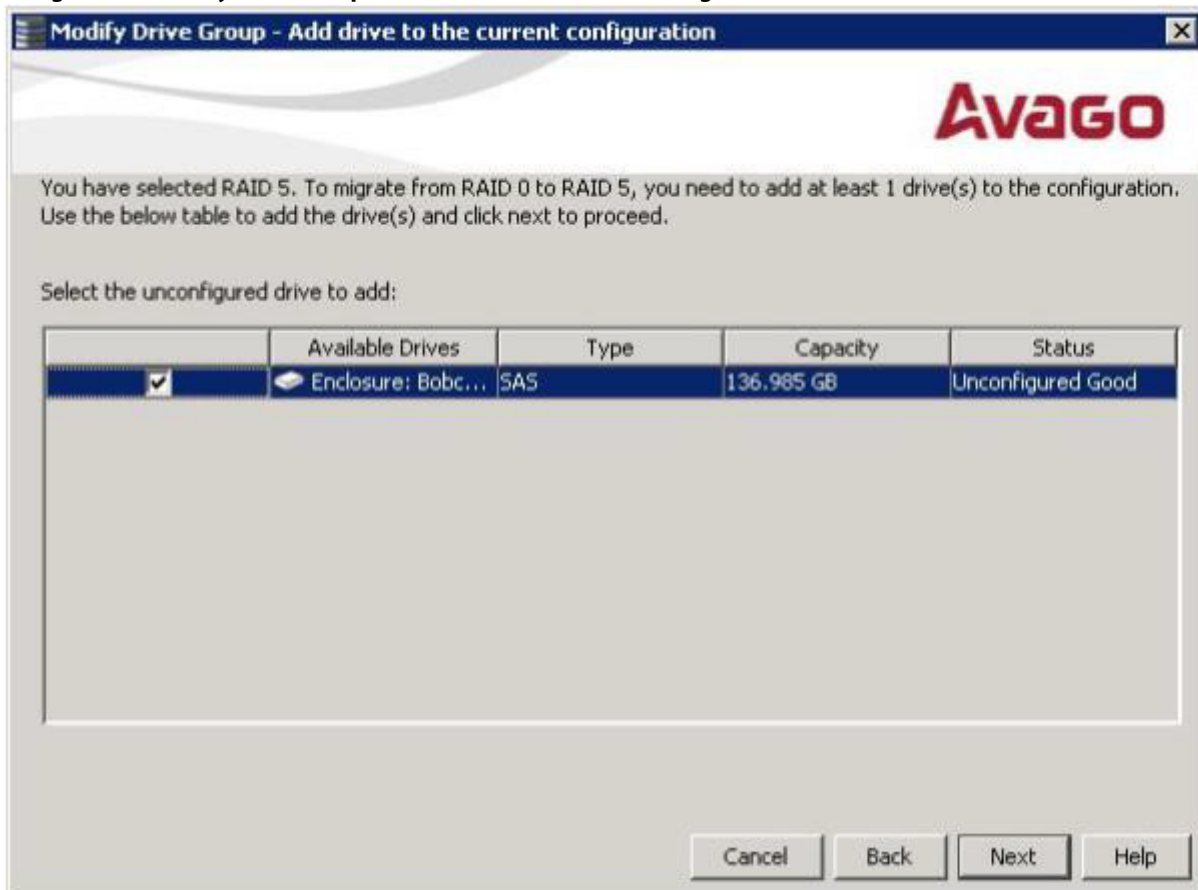 Modify Drive Group - Add drive to the current configuration
Avago
You have selected RAID 5. To migrate from RAID 0 to RAID 5, you need to add at least 1 drive(s) to the configuration.
Use the below table to add the drive(s) and click next to proceed.
Select the unconfigured drive to add:
Available Drives Type Capacity Status
Enclosure: Bobc... SAS 136.985 GB Unconfigured Good
Cancel Back Next Help